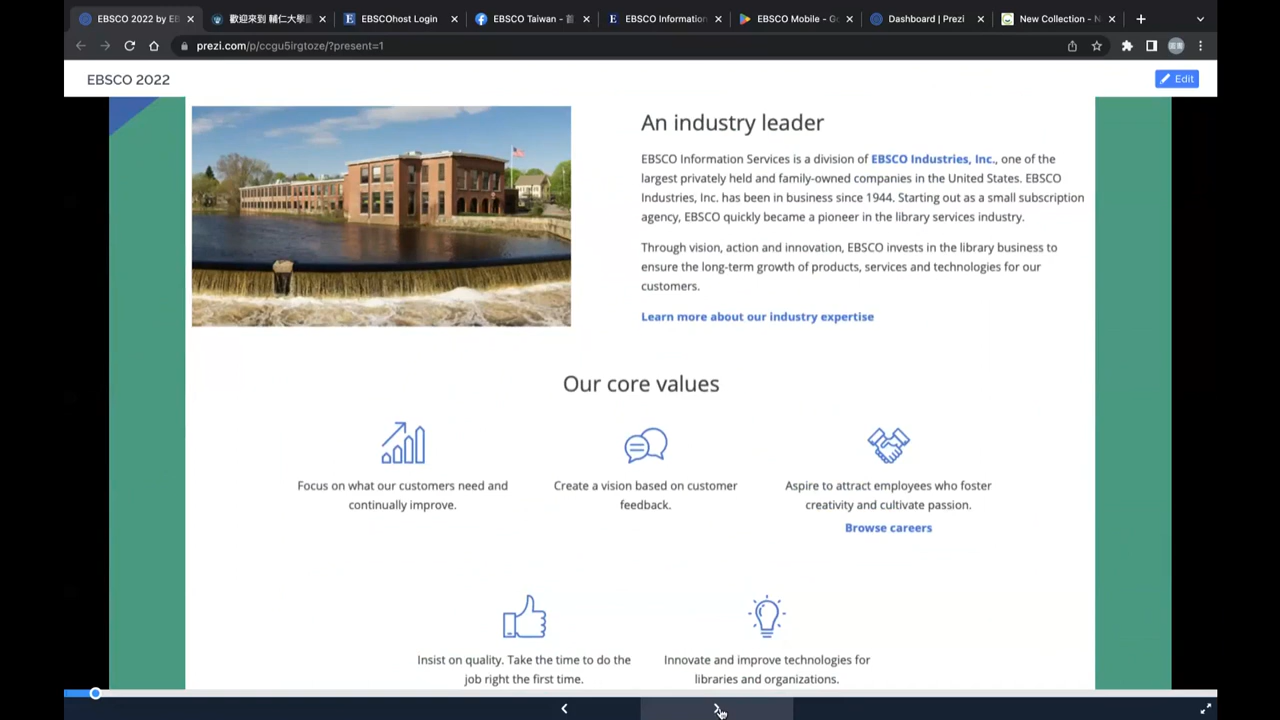 EBSCO 2022 by EB
歡迎來到 輔仁大學
EBSCOhost Login
EBSCO Taiwan -
EBSCO Information
EBSCO Mobile - Go
Dashboard | Prezi
New Collection - N
prezi.com/p/ccgu5irgtoze/?present=1
EBSCO 2022
Edit
An industry leader
EBSCO Information Services is a division of EBSCO Industries, Inc., one of the
largest privately held and family-owned companies in the United States. EBSCO
Industries, Inc. has been in business since 1944. Starting out as a small subscription
agency, EBSCO quickly became a pioneer in the library services industry.
Through vision, action and innovation, EBSCO invests in the library business to
ensure the long-term growth of products, services and technologies for our
customers.
Learn more about our industry expertise
Our core values
Focus on what our customers need and
continually improve.
Create a vision based on customer
feedback.
Aspire to attract employees who foster
creativity and cultivate passion.
Browse careers
Insist on quality. Take the time to do the
job right the first time.
Innovate and improve technologies for
libraries and organizations.